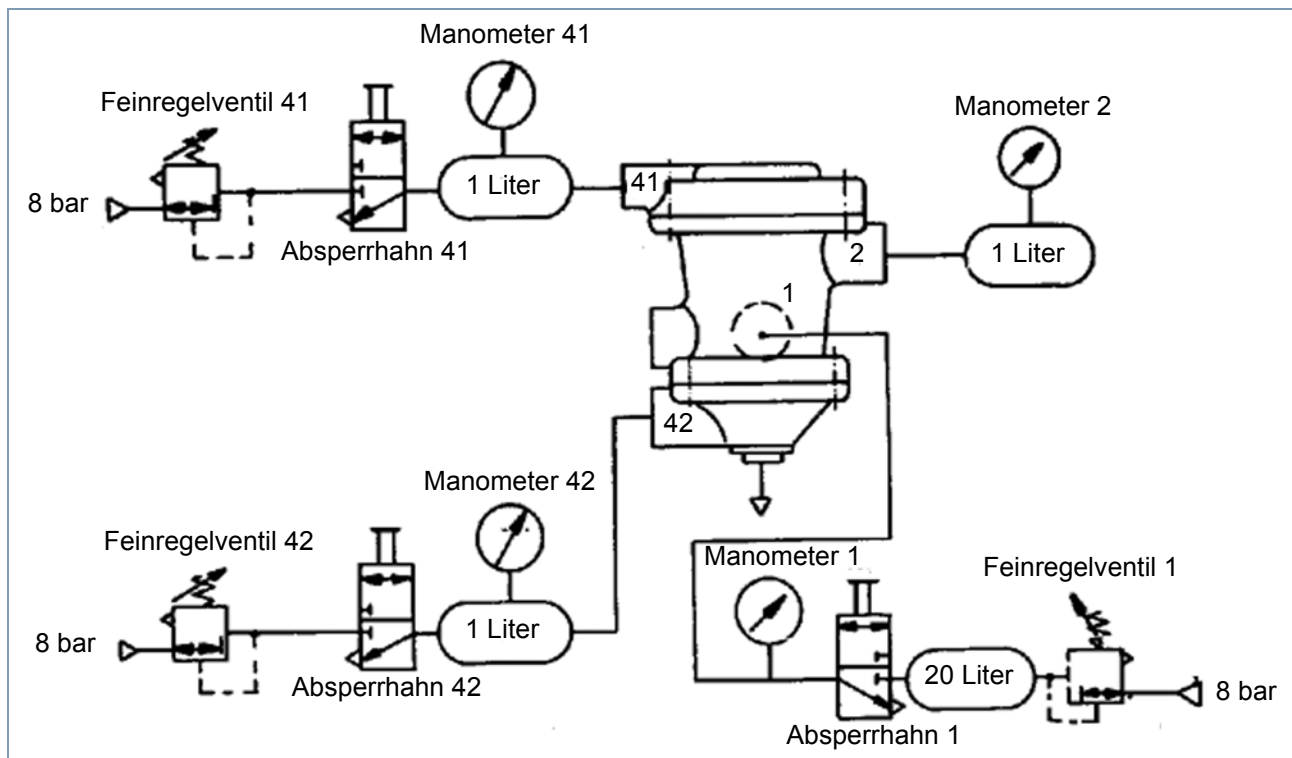 Manometer 41
Feinregelventil 41
8 bar
1 Liter
Absperrhahn 41
41
Manometer 2
2
1 Liter
1
42
Manometer 42
Feinregelventil 42
8 bar
1 Liter
Absperrhahn 42
Manometer 1
Feinregelventil 1
20 Liter
8 bar
Absperrhahn 1